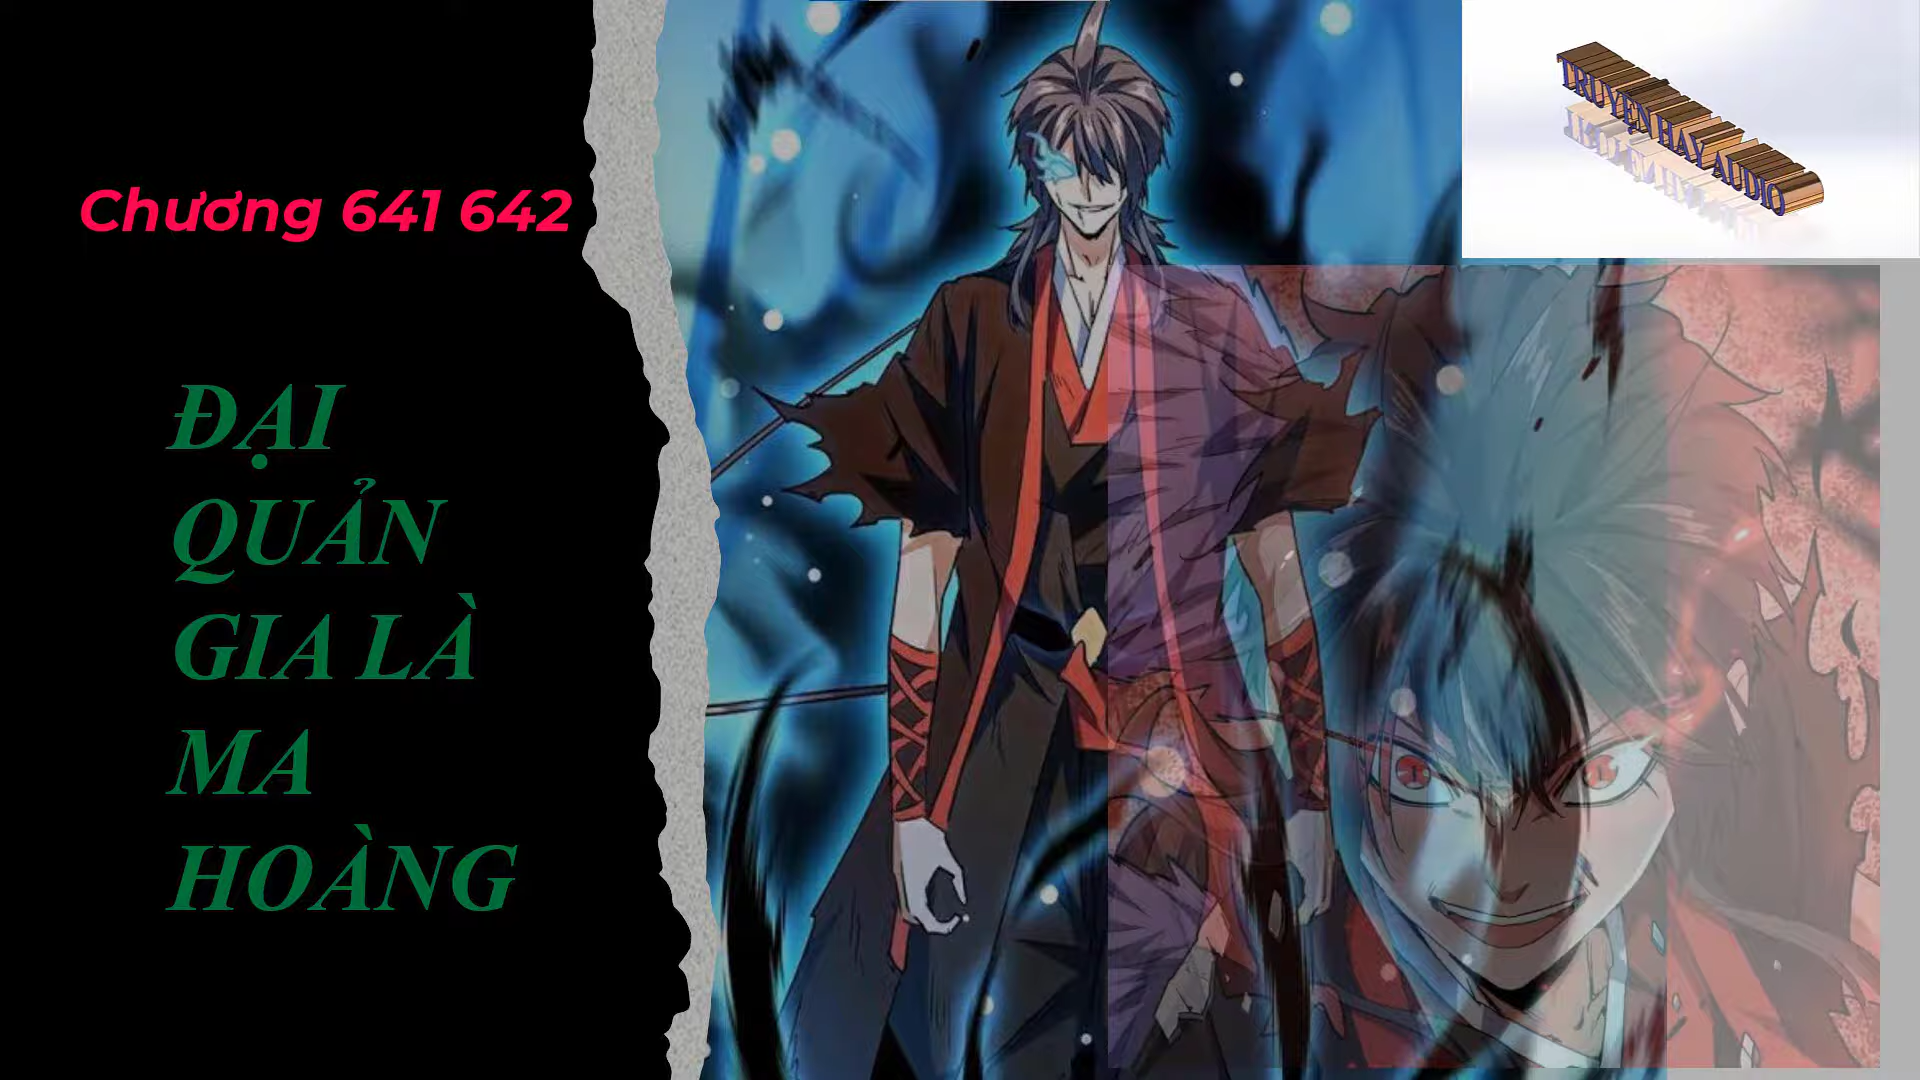 Chương 641 642
ĐẠI
QUẢN
GIA LÀ
MA
HOÀNG
TRUYỆN HAY AUDIO